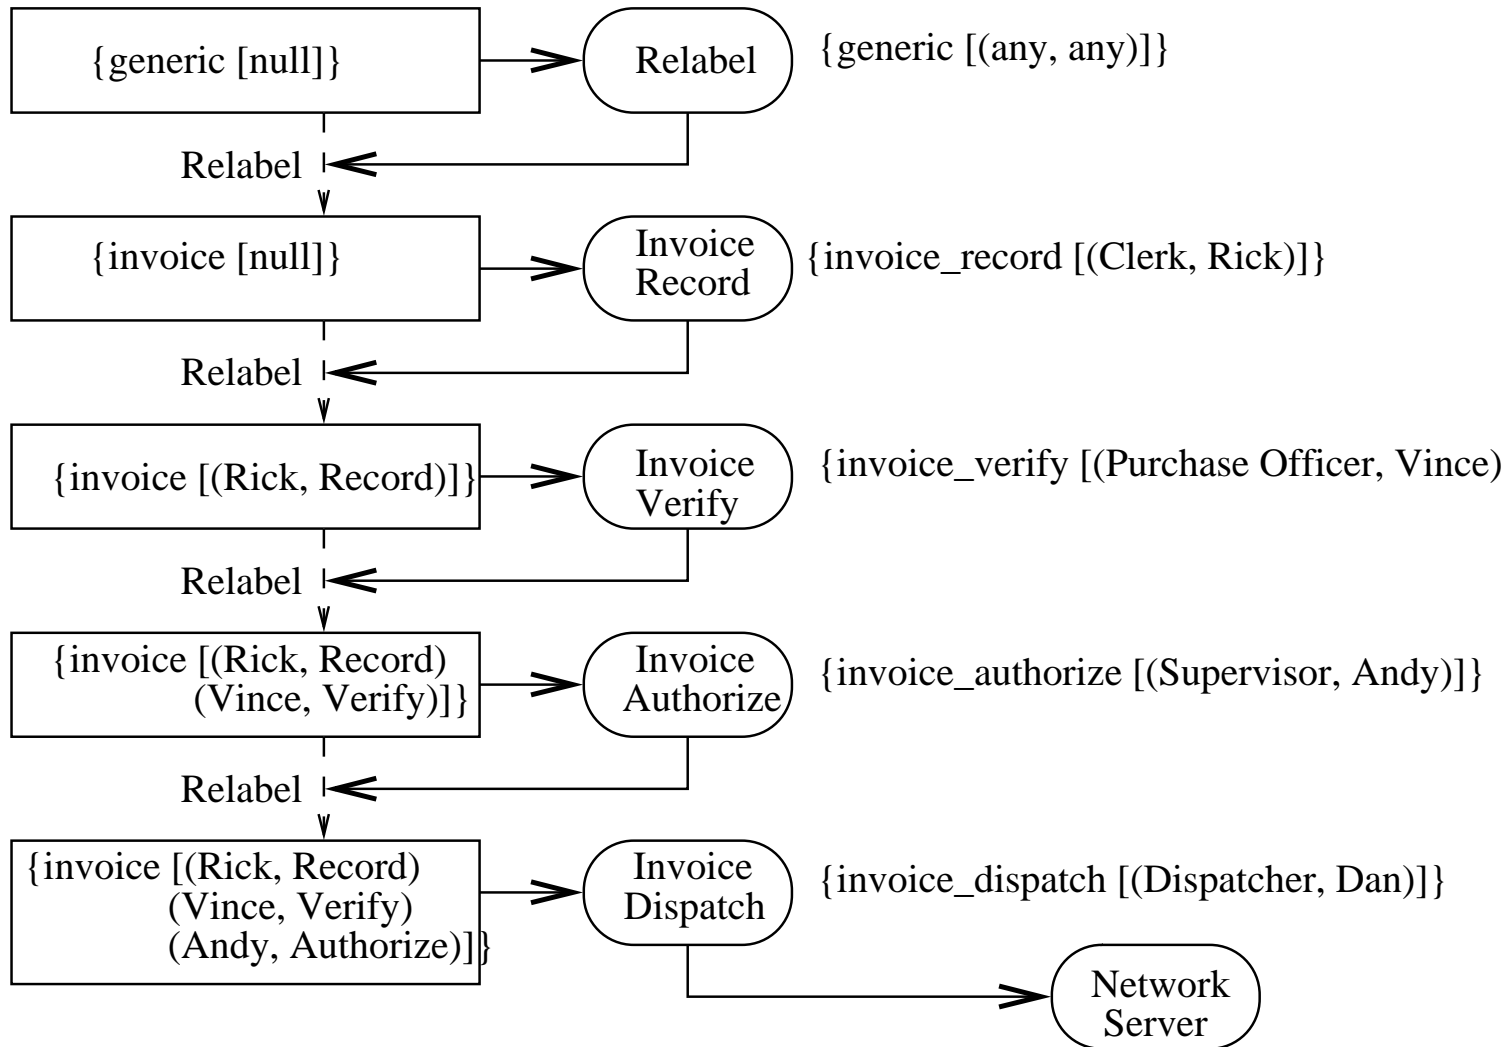 {generic [null]}
Relabel
{generic [(any, any)]}
Relabel
{invoice [null]}
Invoice
Record
{invoice_record [(Clerk, Rick)]}
Relabel
{invoice [(Rick, Record)]}
Invoice
Verify
{invoice_verify [(Purchase Officer, Vince)
Relabel
{invoice [(Rick, Record)
(Vince, Verify)]}
Invoice
Authorize
{invoice_authorize [(Supervisor, Andy)]}
Relabel
{invoice [(Rick, Record)
(Vince, Verify)
(Andy, Authorize)]}
Invoice
Dispatch
{invoice_dispatch [(Dispatcher, Dan)]}
Network
Server